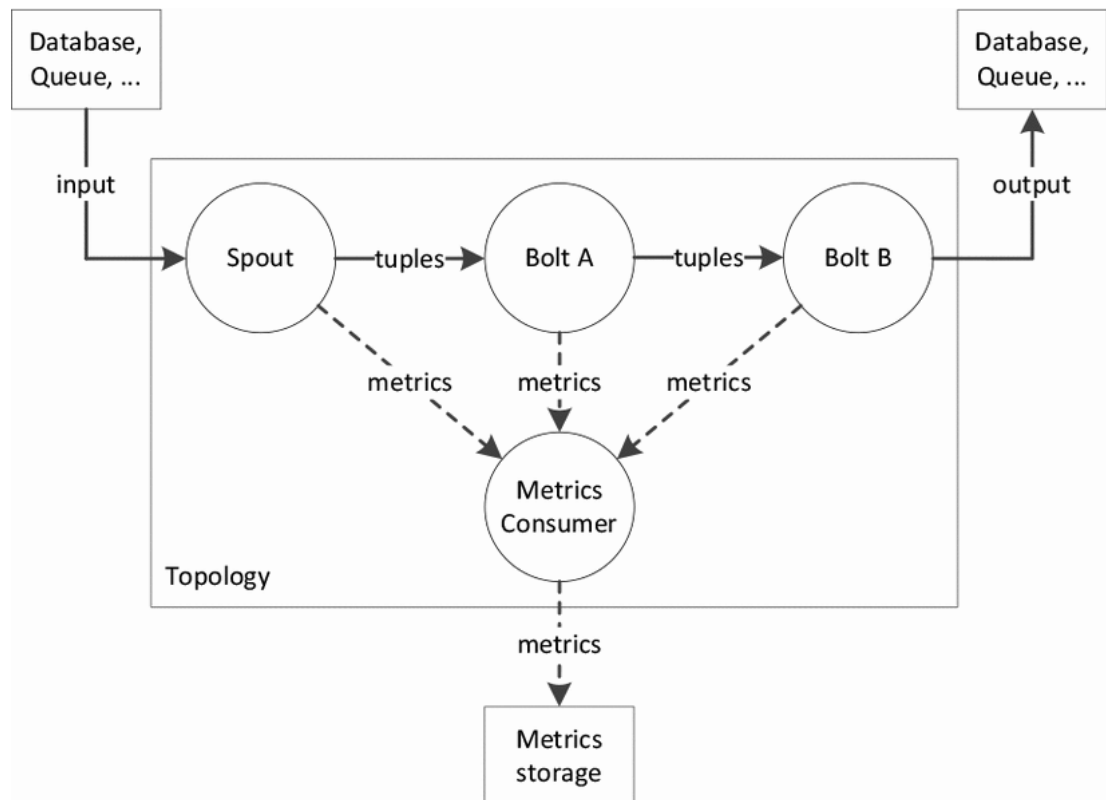 Database,
Queue, ...
Database,
Queue, ...
input
output
Spout
tuples
Bolt A
tuples
Bolt B
metrics
metrics
metrics
Metrics
Consumer
Topology
metrics
Metrics
storage